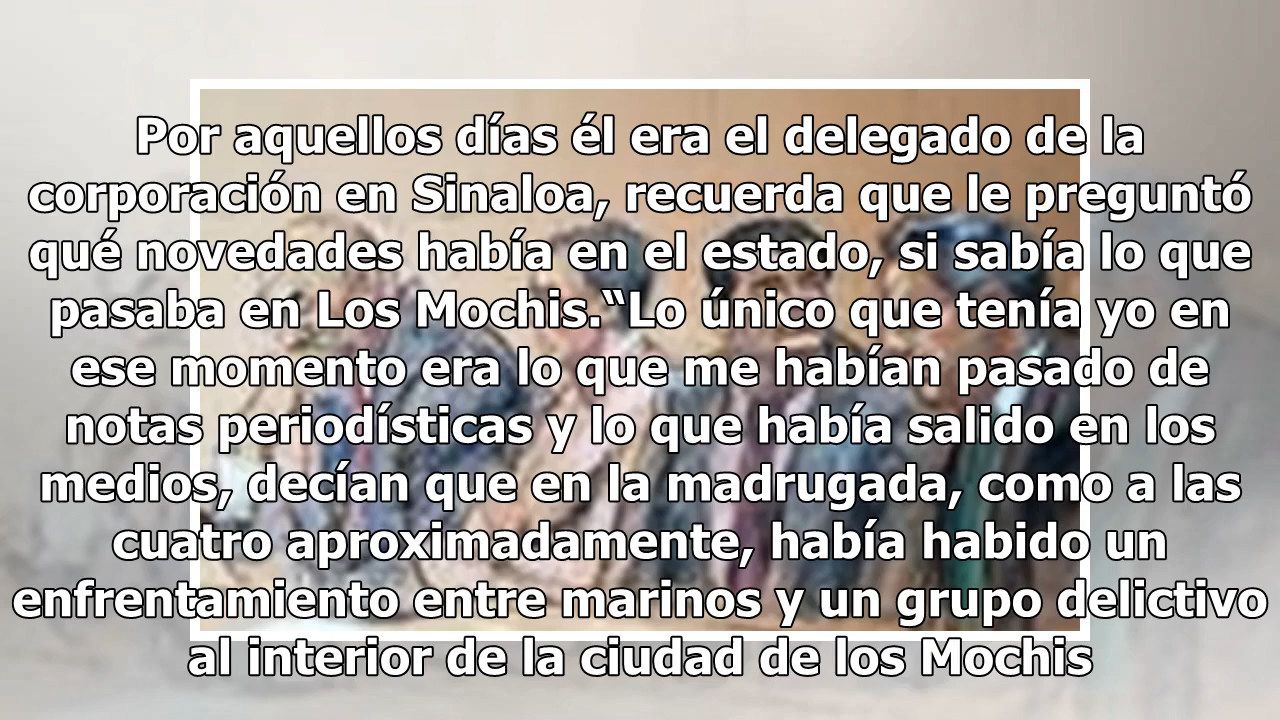 Por aquellos días él era el delegado de la
corporación en Sinaloa, recuerda que le preguntó
qué novedades había en el estado, si sabía lo que
pasaba en Los Mochis.“Lo único que tenía yo en
ese momento era lo que me habían pasado de
notas periodísticas y lo que había salido en los
medios, decían que en la madrugada, como a las
cuatro aproximadamente, había habido un
enfrentamiento entre marinos y un grupo delictivo
al interior de la ciudad de los Mochis